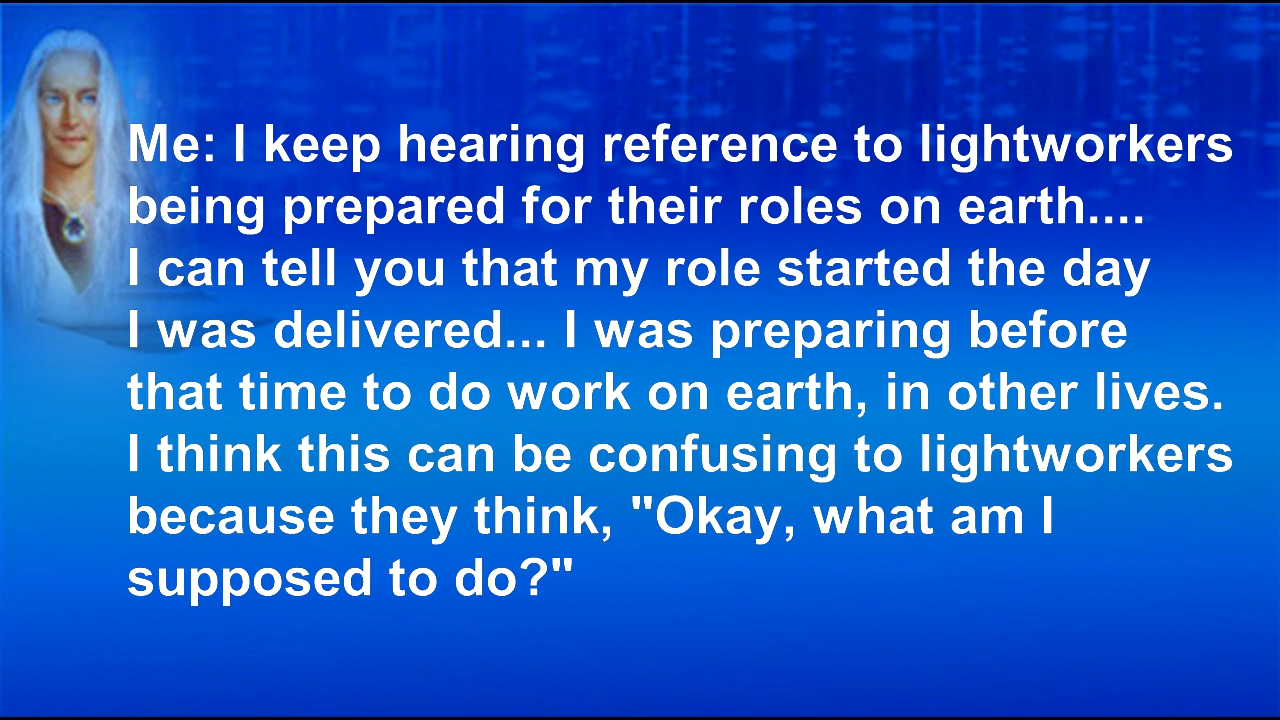 Me: I keep hearing reference to lightworkers
being prepared for their roles on earth....
I can tell you that my role started the day
I was delivered... I was preparing before
that time to do work on earth, in other lives.
I think this can be confusing to lightworkers
because they think, "Okay, what am I
supposed to do?"